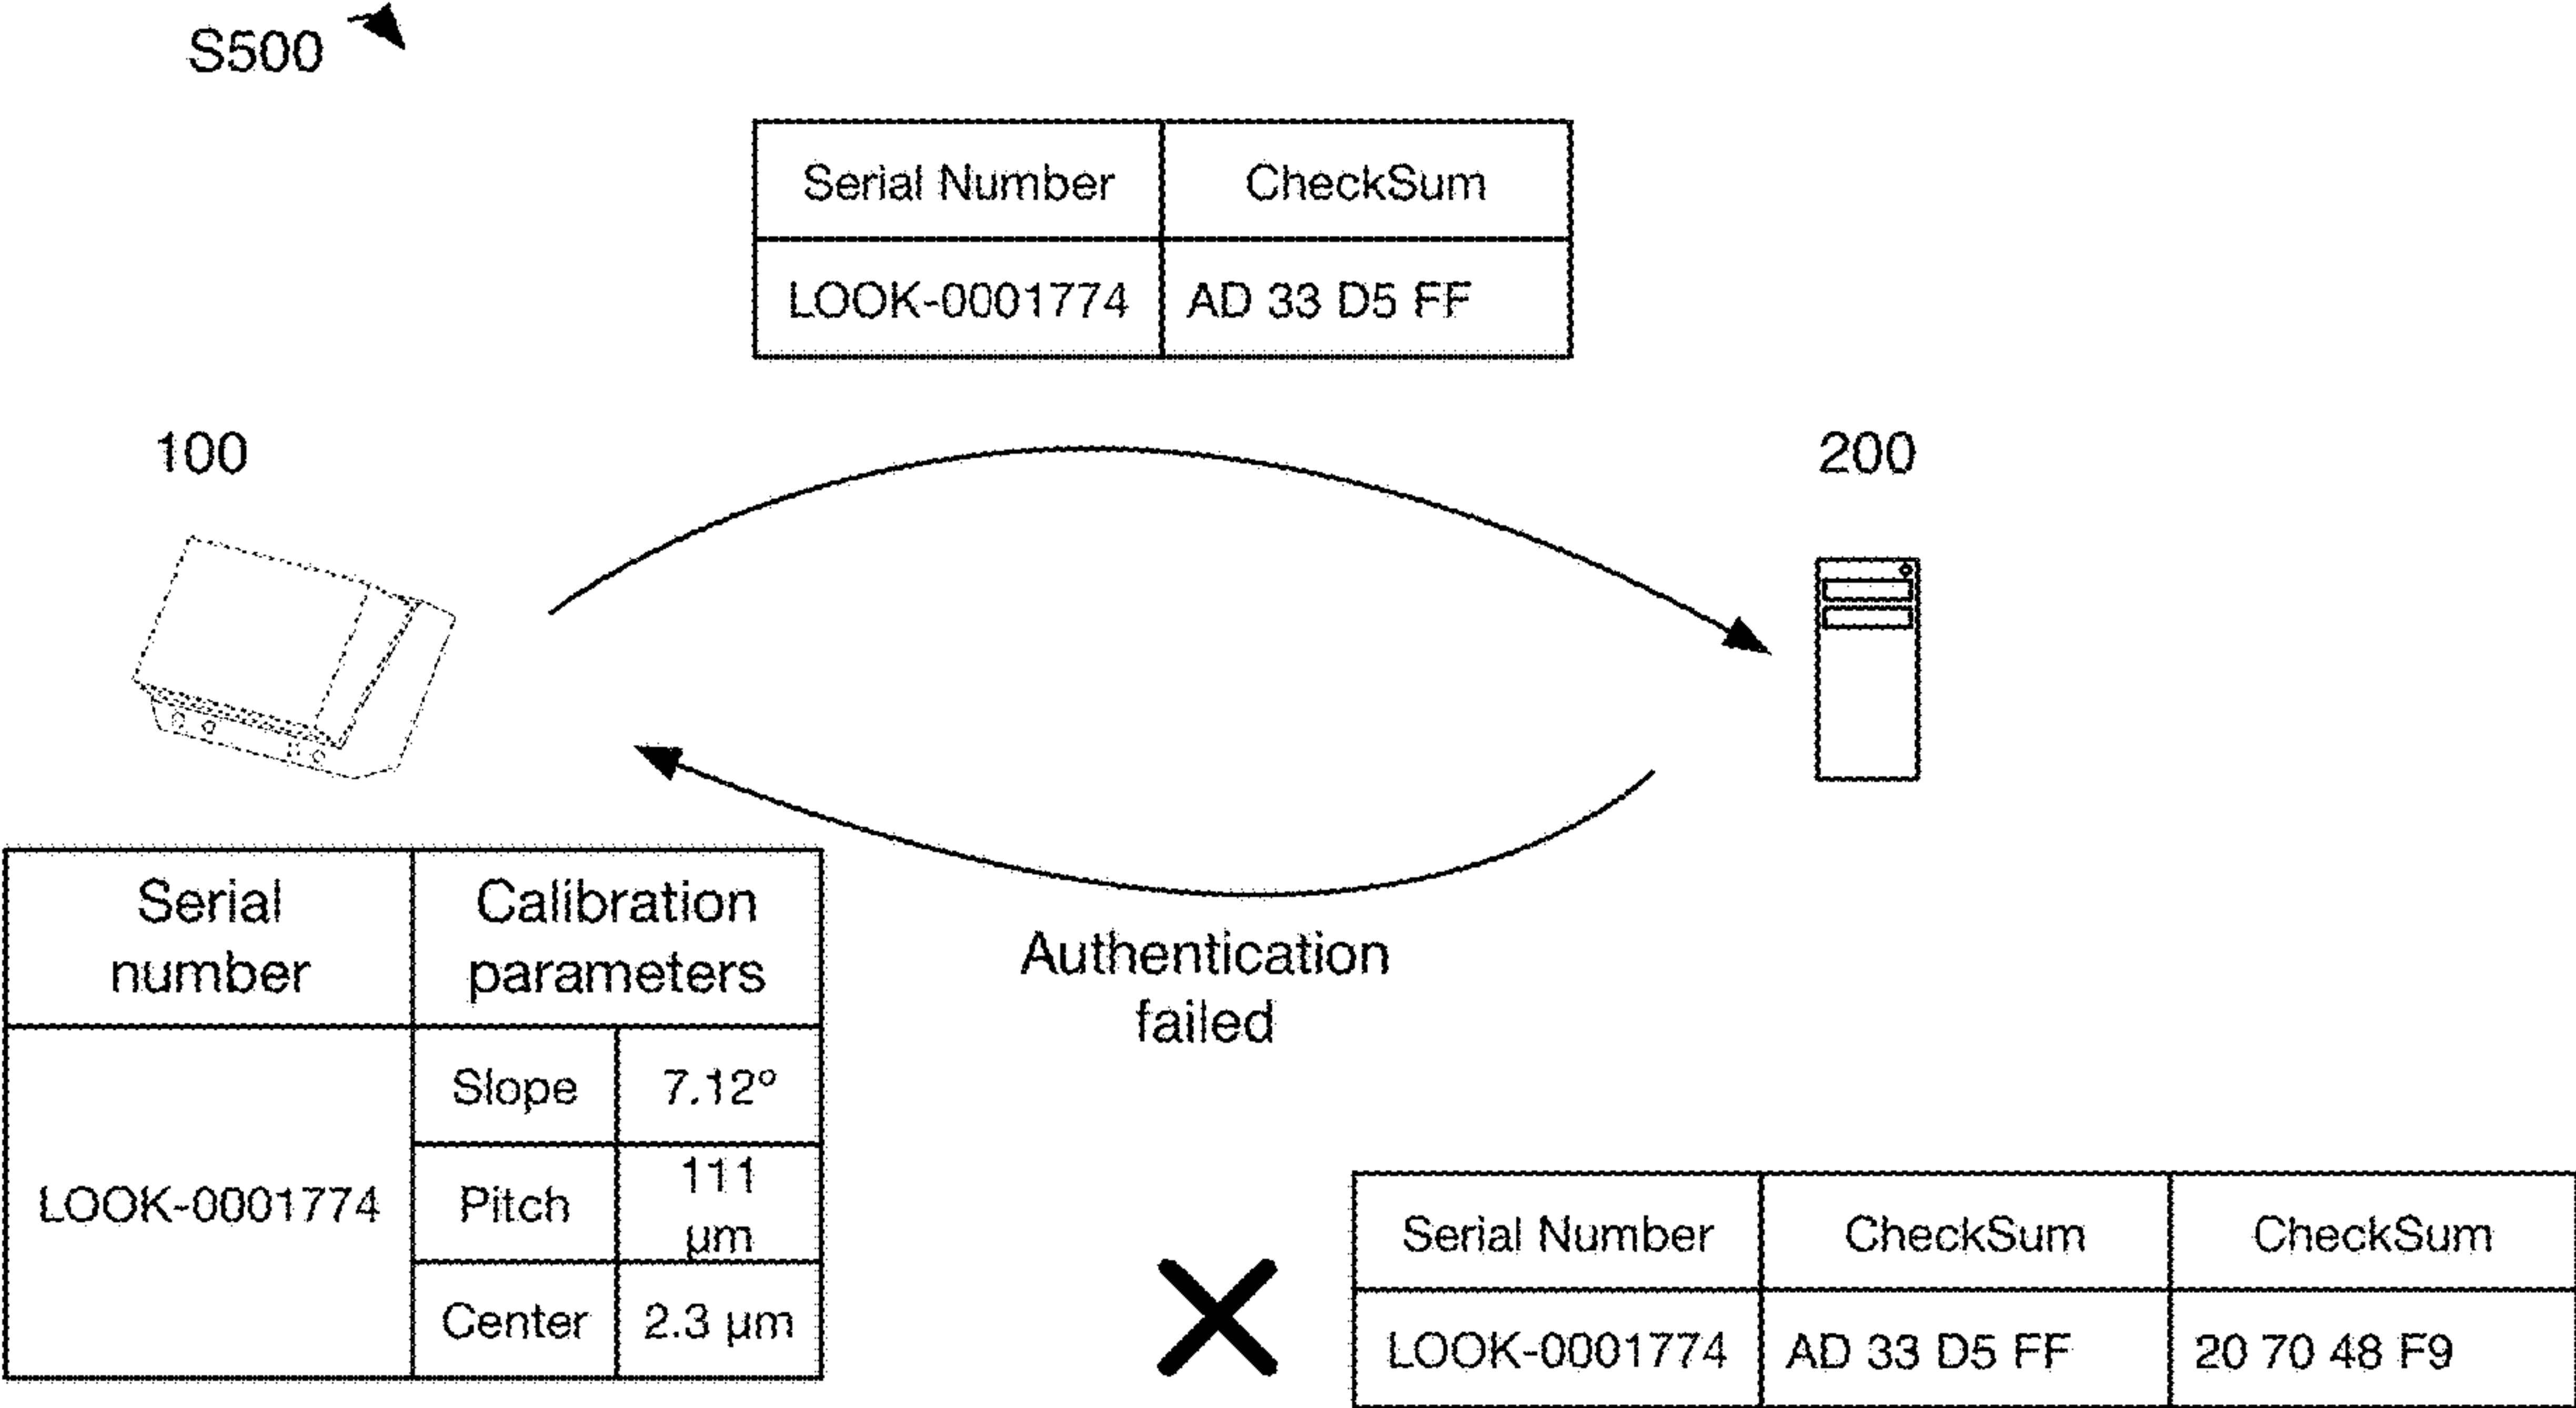 S500
Serial Number CheckSum
LOOK-0001774 AD 33 D5 FF
100
200
Serial
number
Calibration
parameters
LOOK-0001774
Slope 7.12º
Pitch 111
µm
Center 2.3 µm
Authentication
failed
Serial Number CheckSum CheckSum
LOOK-0001774 AD 33 D5 FF 20 70 48 F9